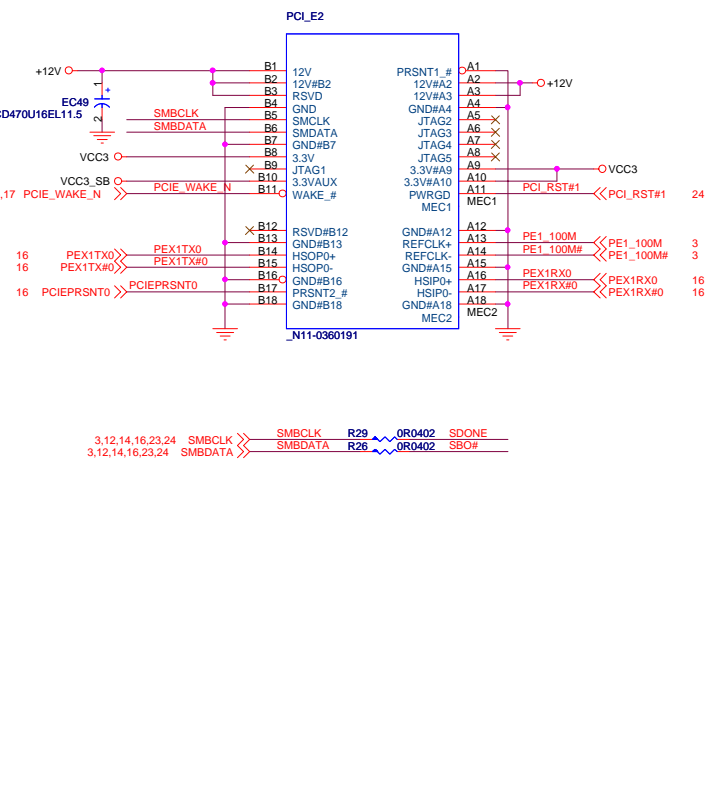 PCI_E2
+12V B1 12V PRSNT1_# A1
B2 12V#B2 12V#A2 A2 +12V
1 + B3 RSVD 12V#A3 A3
EC49 B4 GND GND#A4 A4
CD470U16EL11.5 2 SMBCLK B5 SMCLK JTAG2 A5
SMBDATA B6 SMDATA JTAG3 A6
B7 GND#B7 JTAG4 A7
VCC3 B8 3.3V JTAG5 A8
B9 JTAG1 3.3V#A9 A9 VCC3
VCC3_SB B10 3.3VAUX 3.3V#A10 A10
,17 PCIE_WAKE_N PCIE_WAKE_N B11 WAKE_# PWRGD A11 PCI_RST#1 PCI_RST#1 24
MEC1 MEC1
B12 RSVD#B12 GND#A12 A12
B13 GND#B13 REFCLK+ A13 PE1_100M PE1_100M 3
16 PEX1TX0 PEX1TX0 B14 HSOP0+ REFCLK- A14 PE1_100M# PE1_100M# 3
16 PEX1TX#0 PEX1TX#0 B15 HSOP0- GND#A15 A15
B16 GND#B16 HSIP0+ A16 PEX1RX0 PEX1RX0 16
16 PCIEPRSNT0 PCIEPRSNT0 B17 PRSNT2_# HSIP0- A17 PEX1RX#0 PEX1RX#0 16
B18 GND#B18 GND#A18 A18
MEC2 MEC2
_N11-0360191
3,12,14,16,23,24 SMBCLK SMBCLK R29 0R0402 SDONE
3,12,14,16,23,24 SMBDATA SMBDATA R26 0R0402 SBO#